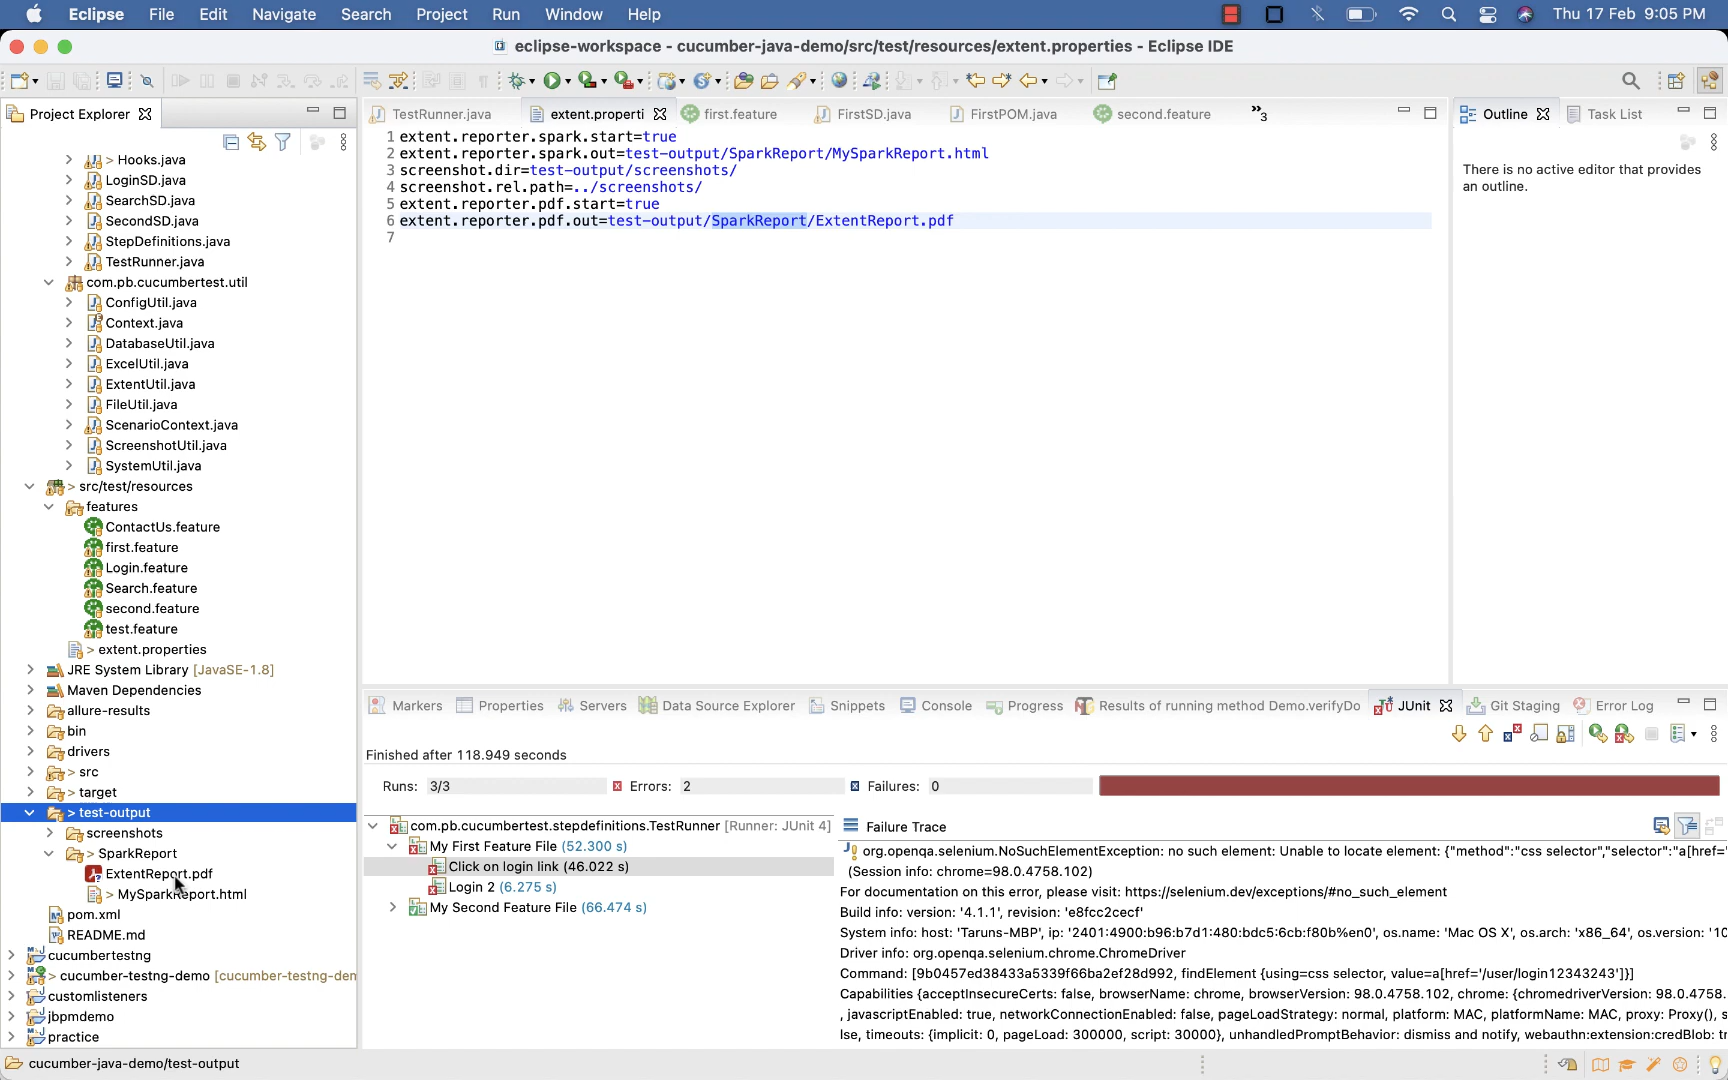 Eclipse File Edit Navigate Search Project Run Window Help Thu 17 Feb 9:05 PM
eclipse-workspace - cucumber-java-demo/src/test/resources/extent.properties - Eclipse IDE
Project Explorer
> Hooks.java
LoginSD.java
SearchSD.java
SecondSD.java
StepDefinitions.java
TestRunner.java
com.pb.cucumbertest.util
ConfigUtil.java
Context.java
DatabaseUtil.java
ExcelUtil.java
ExtentUtil.java
FileUtil.java
ScenarioContext.java
ScreenshotUtil.java
SystemUtil.java
> src/test/resources
features
ContactUs.feature
first.feature
Login.feature
Search.feature
second.feature
test.feature
> extent.properties
JRE System Library [JavaSE-1.8]
Maven Dependencies
allure-results
bin
drivers
> src
> target
> test-output
screenshots
> SparkReport
ExtentReport.pdf
> MySparkReport.html
pom.xml
README.md
cucumbertestng
> cucumber-testng-demo [cucumber-testng-den
customlisteners
jbpmdemo
practice
TestRunner.java extent.properti first.feature FirstSD.java FirstPOM.java second.feature »3
1 extent.reporter.spark.start=true
2 extent.reporter.spark.out=test-output/SparkReport/MySparkReport.html
3 screenshot.dir=test-output/screenshots/
4 screenshot.rel.path=../screenshots/
5 extent.reporter.pdf.start=true
6 extent.reporter.pdf.out=test-output/SparkReport/ExtentReport.pdf
7
Outline Task List
There is no active editor that provides
an outline.
Markers Properties Servers Data Source Explorer Snippets Console Progress Results of running method Demo.verifyDo JUnit Git Staging Error Log
Finished after 118.949 seconds
Runs: 3/3 Errors: 2 Failures: 0
com.pb.cucumbertest.stepdefinitions.TestRunner [Runner: JUnit 4]
My First Feature File (52.300 s)
Click on login link (46.022 s)
Login 2 (6.275 s)
My Second Feature File (66.474 s)
Failure Trace
org.openqa.selenium.NoSuchElementException: no such element: Unable to locate element: {"method":"css selector","selector":"a[href="
(Session info: chrome=98.0.4758.102)
For documentation on this error, please visit: https://selenium.dev/exceptions/#no_such_element
Build info: version: '4.1.1', revision: 'e8fcc2cecf'
System info: host: 'Taruns-MBP', ip: '2401:4900:b96:b7d1:480:bdc5:6cb:f80b%en0', os.name: 'Mac OS X', os.arch: 'x86_64', os.version: '10
Driver info: org.openqa.selenium.chrome.ChromeDriver
Command: [9b0457ed38433a5339f66ba2ef28d992, findElement {using=css selector, value=a[href='/user/login12343243']}]
Capabilities {acceptInsecureCerts: false, browserName: chrome, browserVersion: 98.0.4758.102, chrome: {chromedriverVersion: 98.0.4758.
, javascriptEnabled: true, networkConnectionEnabled: false, pageLoadStrategy: normal, platform: MAC, platformName: MAC, proxy: Proxy(), s
lse, timeouts: {implicit: 0, pageLoad: 300000, script: 30000}, unhandledPromptBehavior: dismiss and notify, webauthn:extension:credBlob: tr
cucumber-java-demo/test-output